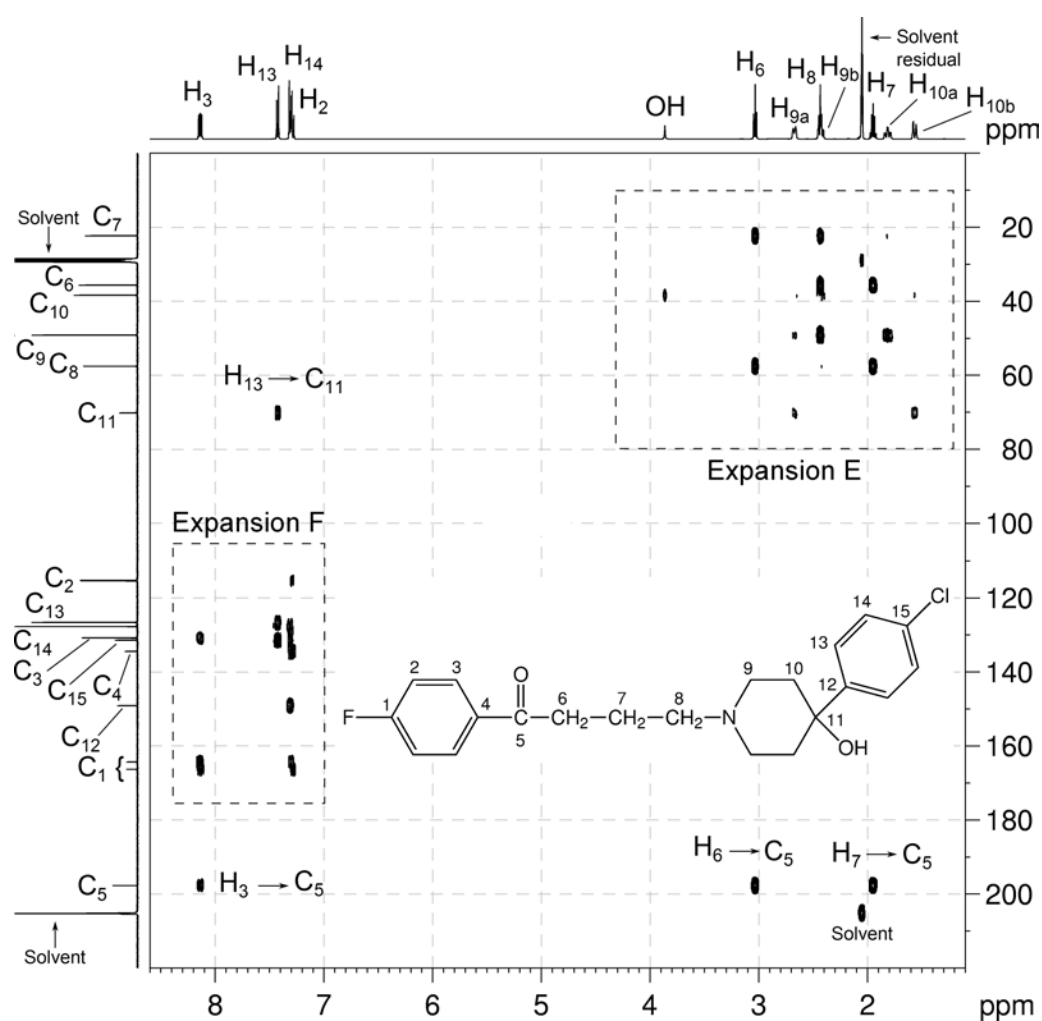 H₃
H₁₃
H₁₄
H₂
OH
H₆
H₉ₐ
H₈
H₉b
Solvent
residual
H₇
H₁₀ₐ
H₁₀b
ppm
Solvent
C₇
C₆
C₁₀
C₉
C₈
C₁₁
C₂
C₁₃
C₁₄
C₃
C₁₅
C₄
C₁₂
C₁ {
C₅
Solvent
H₁₃ → C₁₁
Expansion E
Expansion F
Cl
14
15
13
12
2
3
O
9
10
F
1
4
5
6
CH₂
7
CH₂
8
CH₂
N
11
OH
H₆ → C₅
H₇ → C₅
H₃ → C₅
Solvent
20
40
60
80
100
120
140
160
180
200
8
7
6
5
4
3
2
ppm